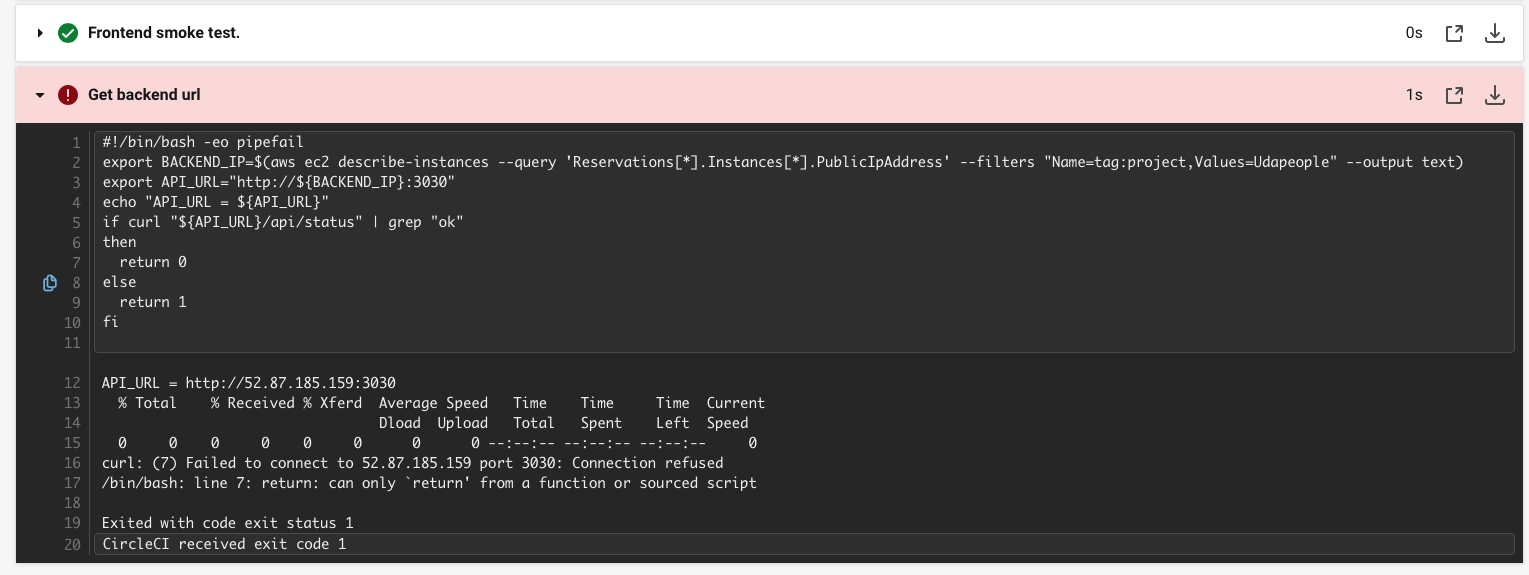 Frontend smoke test. 0s
Get backend url 1s
1 #!/bin/bash -eo pipefail
2 export BACKEND_IP=$(aws ec2 describe-instances --query 'Reservations[*].Instances[*].PublicIpAddress' --filters "Name=tag:project,Values=Udapeople" --output text)
3 export API_URL="http://${BACKEND_IP}:3030"
4 echo "API_URL = ${API_URL}"
5 if curl "${API_URL}/api/status" | grep "ok"
6 then
7   return 0
8 else
9   return 1
10 fi
11
12 API_URL = http://52.87.185.159:3030
13   % Total    % Received % Xferd  Average Speed   Time    Time     Time  Current
14                                  Dload  Upload   Total   Spent    Left  Speed
15   0     0    0     0    0     0      0      0 --:--:-- --:--:-- --:--:--     0
16 curl: (7) Failed to connect to 52.87.185.159 port 3030: Connection refused
17 /bin/bash: line 7: return: can only `return' from a function or sourced script
18
19 Exited with code exit status 1
20 CircleCI received exit code 1